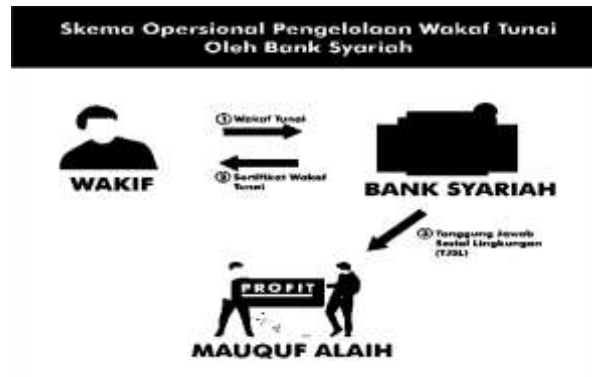 Skema Opersional Pengelolaan Wakaf Tunai
Oleh Bank Syariah
① Wakaf Tunai
② Sertifikat Wakaf
Tunai
WAKIF
BANK SYARIAH
③ Tanggung Jawab
Sosial Lingkungan
(TJSL)
PROFIT
MAUQUF ALAIH